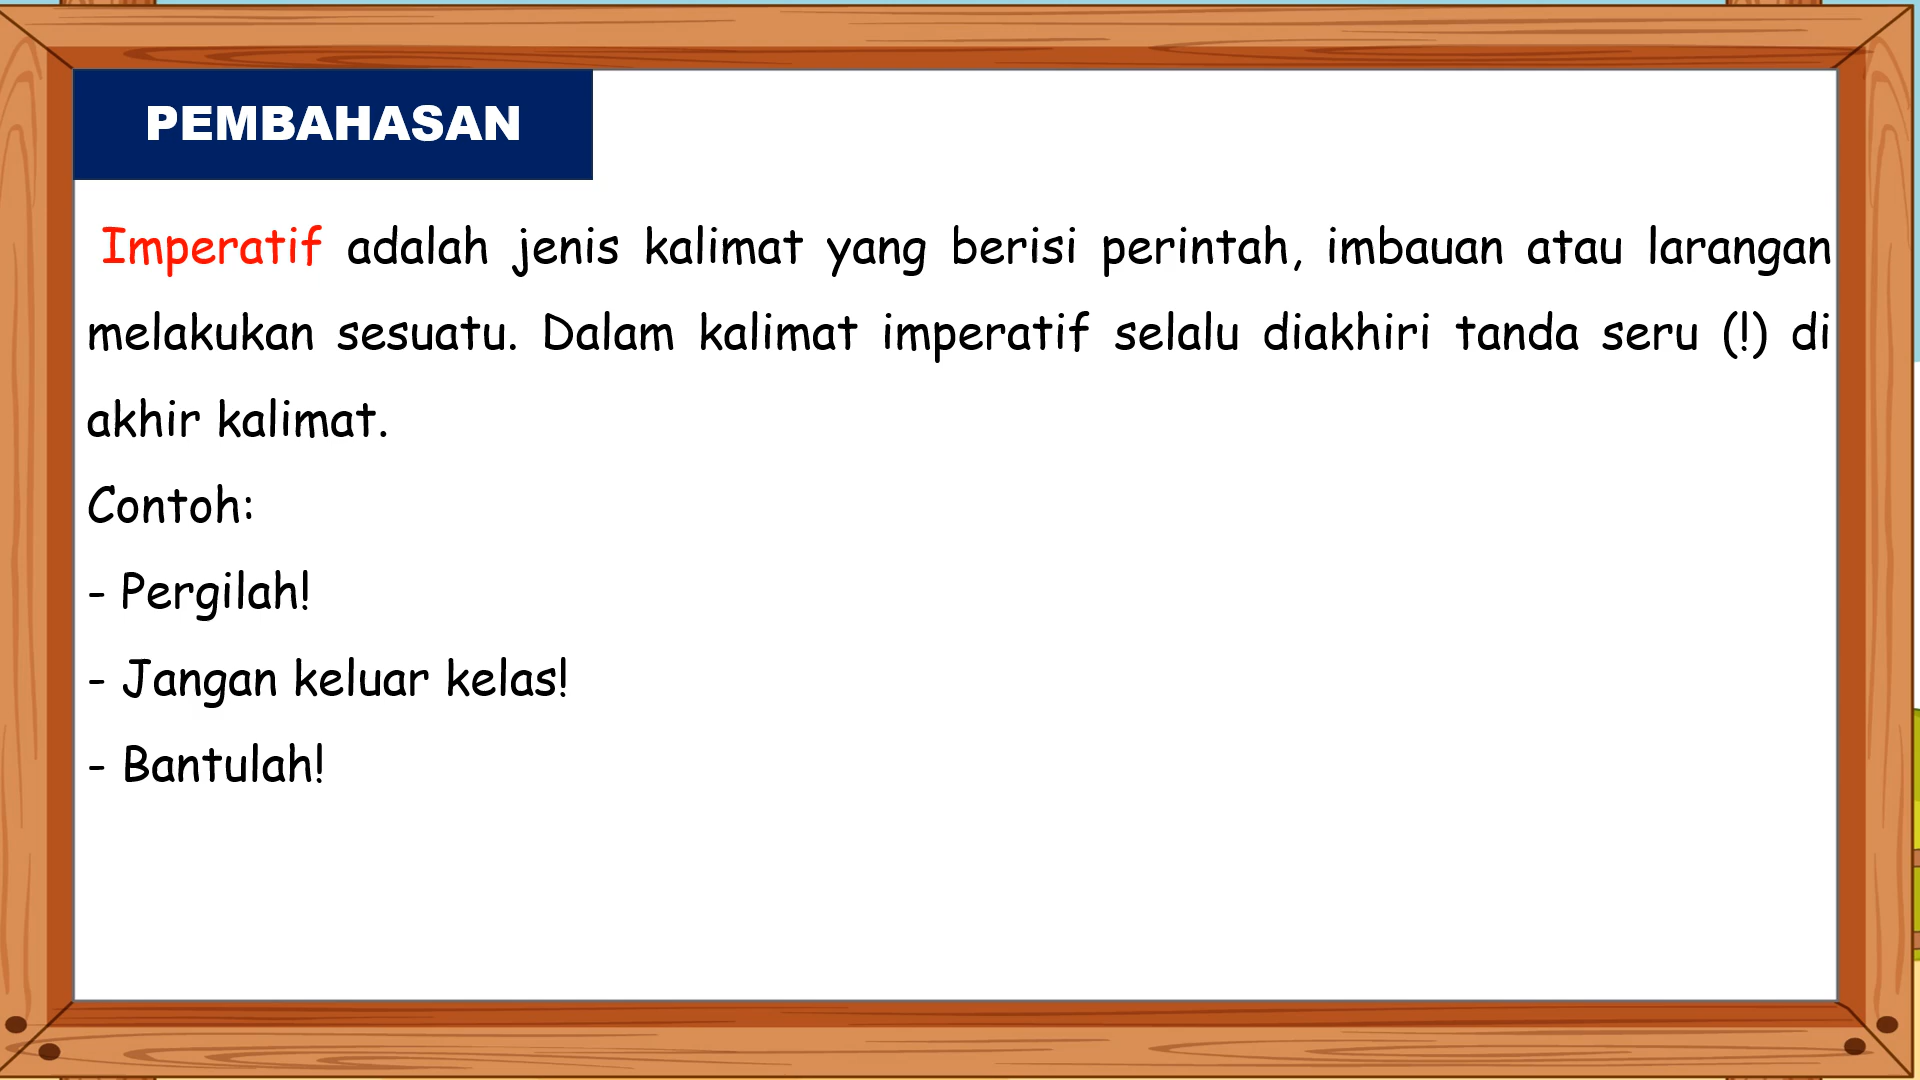 PEMBAHASAN
Imperatif adalah jenis kalimat yang berisi perintah, imbauan atau larangan
melakukan sesuatu. Dalam kalimat imperatif selalu diakhiri tanda seru (!) di
akhir kalimat.
Contoh:
- Pergilah!
- Jangan keluar kelas!
- Bantulah!